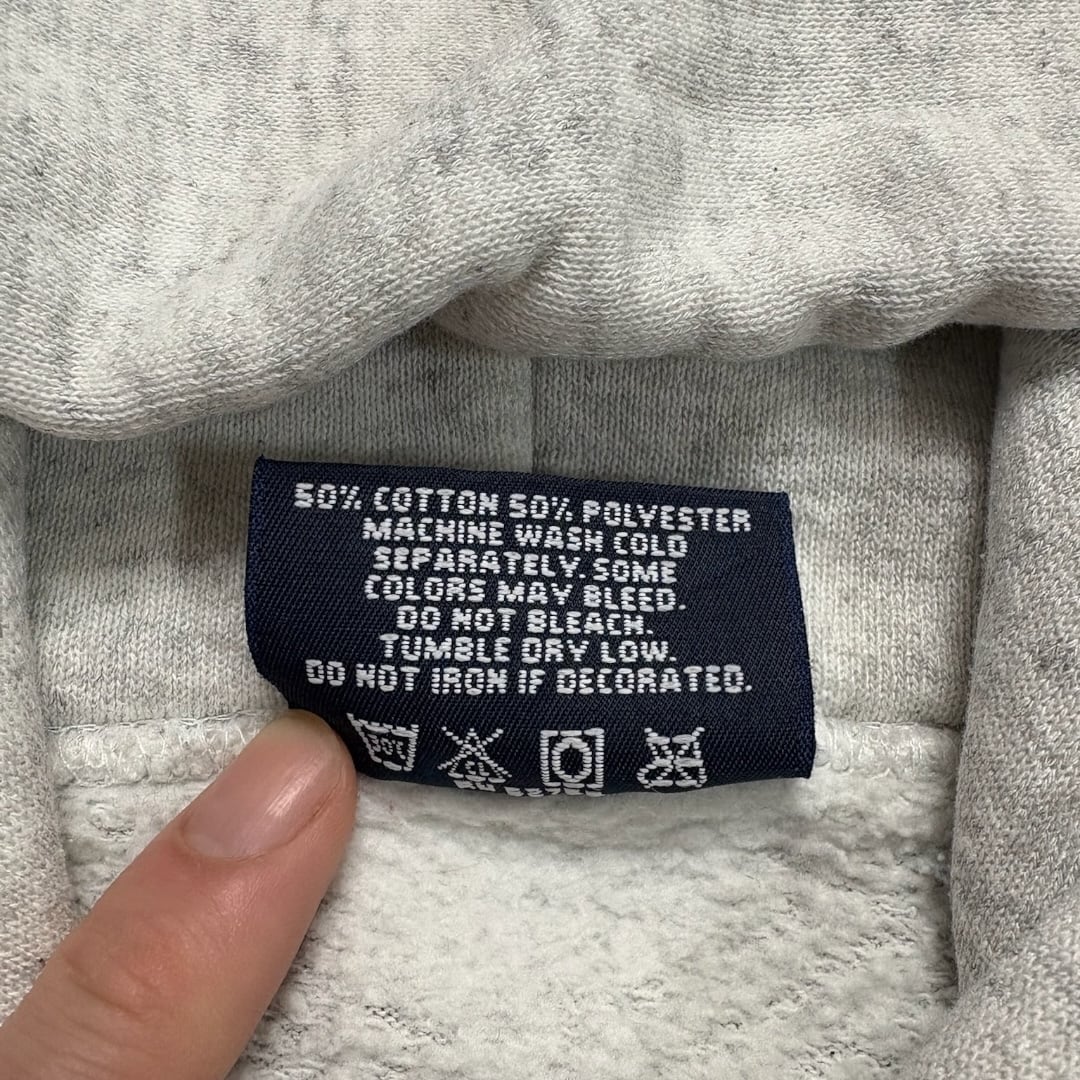 50% COTTON 50% POLYESTER
MACHINE WASH COLD
SEPARATELY. SOME
COLORS MAY BLEED.
DO NOT BLEACH.
TUMBLE DRY LOW.
DO NOT IRON IF DECORATED.